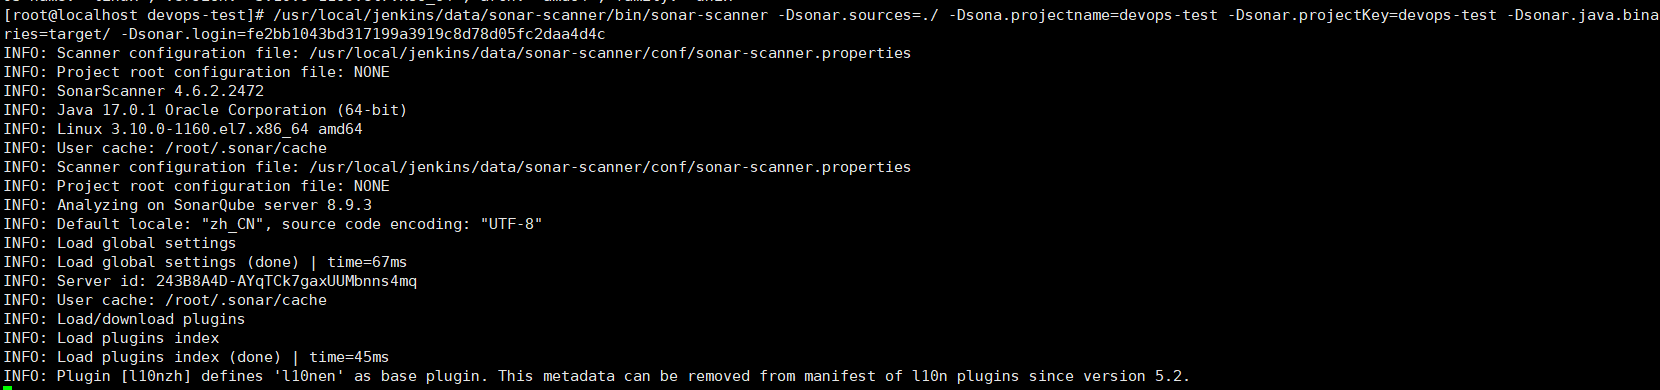 [root@localhost devops-test]# /usr/local/jenkins/data/sonar-scanner/bin/sonar-scanner -Dsonar.sources=./ -Dsona.projectname=devops-test -Dsonar.projectKey=devops-test -Dsonar.java.bina
ries=target/ -Dsonar.login=fe2bb1043bd317199a3919c8d78d05fc2daa4d4c
INFO: Scanner configuration file: /usr/local/jenkins/data/sonar-scanner/conf/sonar-scanner.properties
INFO: Project root configuration file: NONE
INFO: SonarScanner 4.6.2.2472
INFO: Java 17.0.1 Oracle Corporation (64-bit)
INFO: Linux 3.10.0-1160.el7.x86_64 amd64
INFO: User cache: /root/.sonar/cache
INFO: Scanner configuration file: /usr/local/jenkins/data/sonar-scanner/conf/sonar-scanner.properties
INFO: Project root configuration file: NONE
INFO: Analyzing on SonarQube server 8.9.3
INFO: Default locale: "zh_CN", source code encoding: "UTF-8"
INFO: Load global settings
INFO: Load global settings (done) | time=67ms
INFO: Server id: 243B8A4D-AYqTCk7gaxUUMbnns4mq
INFO: User cache: /root/.sonar/cache
INFO: Load/download plugins
INFO: Load plugins index
INFO: Load plugins index (done) | time=45ms
INFO: Plugin [l10nzh] defines 'l10nen' as base plugin. This metadata can be removed from manifest of l10n plugins since version 5.2.